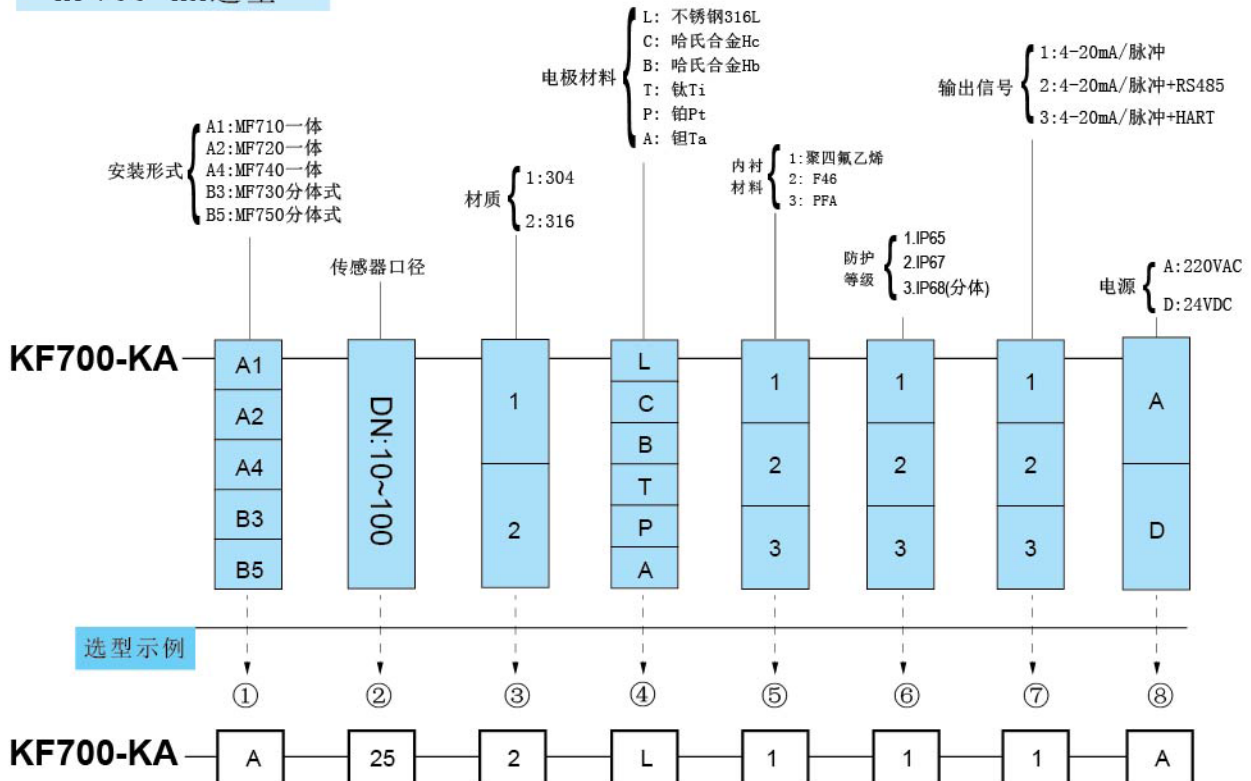 电极材料
L: 不锈钢316L
C: 哈氏合金Hc
B: 哈氏合金Hb
T: 钛Ti
P: 铂Pt
A: 钽Ta
输出信号
1:4-20mA/脉冲
2:4-20mA/脉冲+RS485
3:4-20mA/脉冲+HART
安装形式
A1:MF710一体
A2:MF720一体
A4:MF740一体
B3:MF730分体式
B5:MF750分体式
材质
1:304
2:316
内衬
材料
1:聚四氟乙烯
2: F46
3: PFA
传感器口径
防护
等级
1.IP65
2.IP67
3.IP68(分体)
电源
A:220VAC
D:24VDC
KF700-KA
A1
A2
A4
B3
B5
DN:10~100
1
2
L
C
B
T
P
A
1
2
3
1
2
3
1
2
3
A
D
选型示例
① ② ③ ④ ⑤ ⑥ ⑦ ⑧
KF700-KA A 25 2 L 1 1 1 A